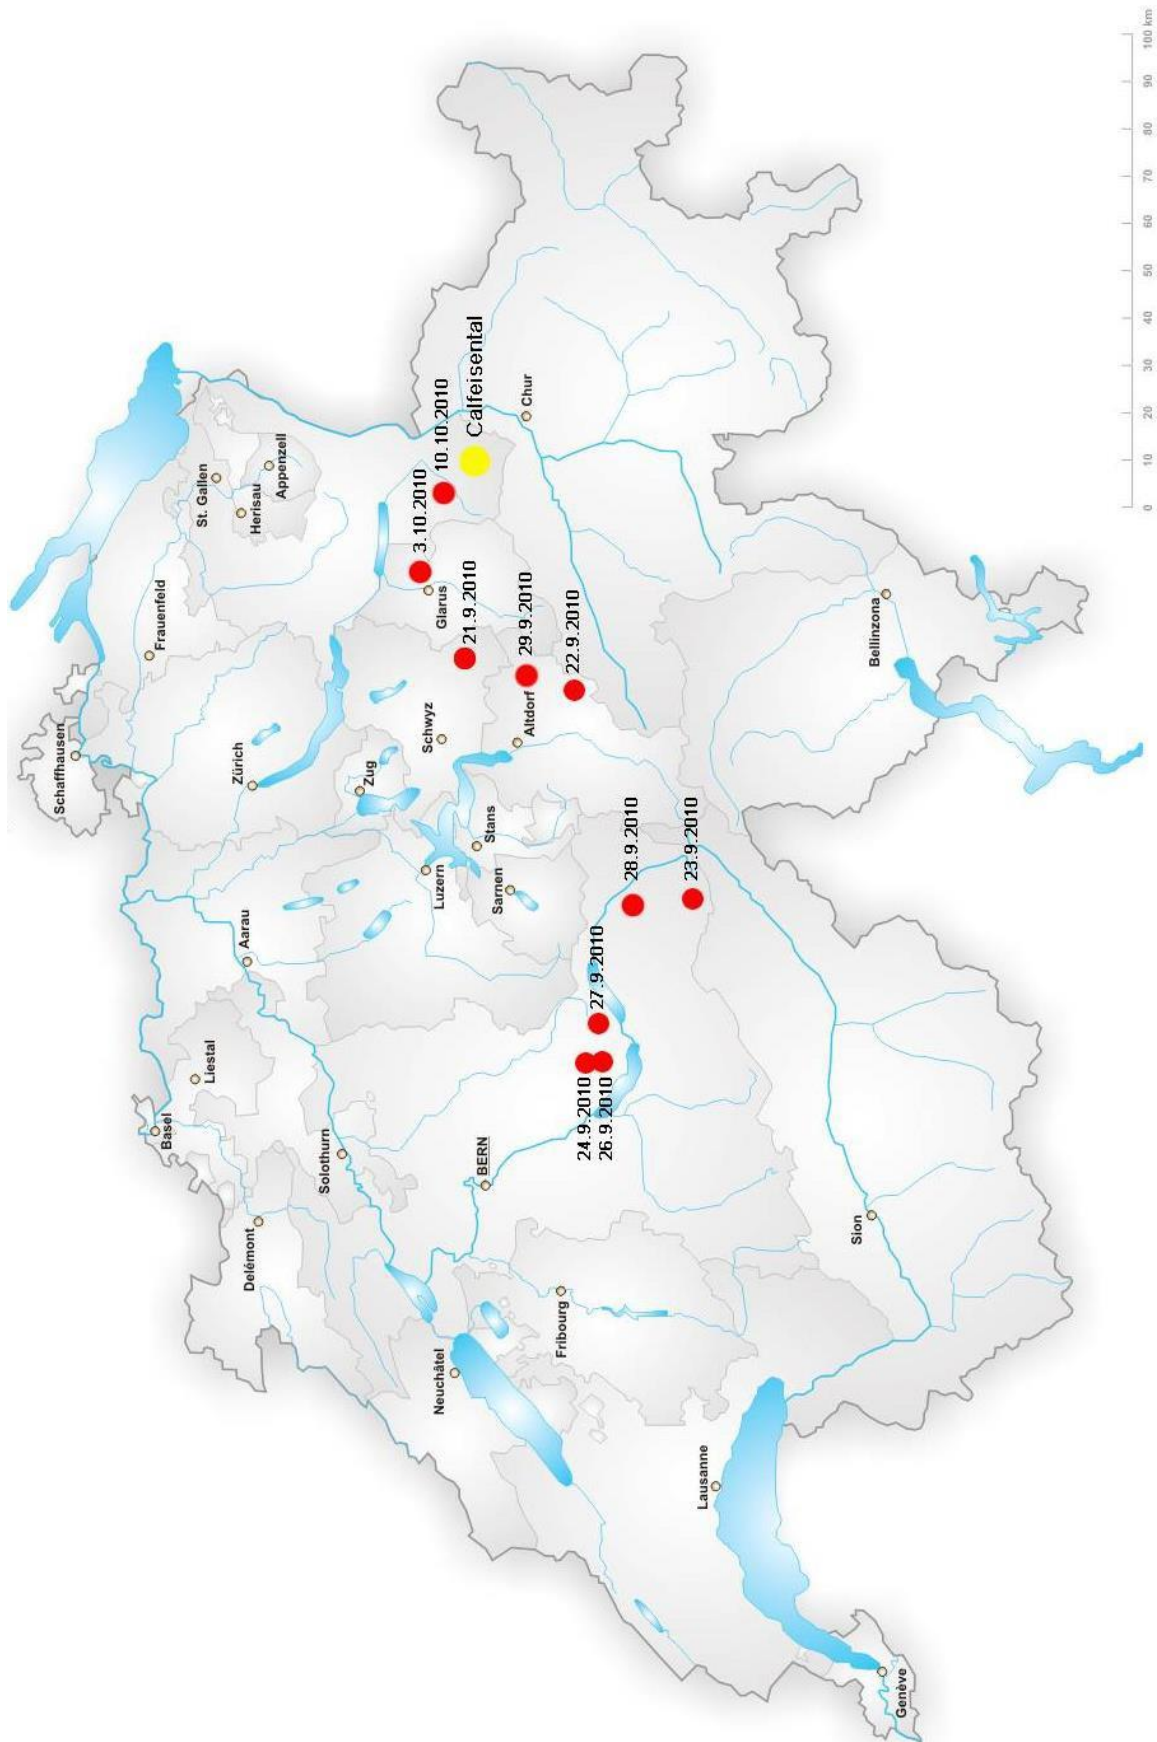 Schaffhausen
Frauenfeld
St. Gallen
Herisau
Appenzell
Basel
Liestal
Aarau
Zürich
Delémont
Solothurn
Zug
Luzern
Schwyz
Glarus
3.10.2010
10.10.2010
Calfeisental
21.9.2010
Neuchâtel
BERN
Stans
Sarnen
Altdorf
29.9.2010
Chur
22.9.2010
Fribourg
24.9.2010
26.9.2010
27.9.2010
28.9.2010
23.9.2010
Lausanne
Sion
Bellinzona
Genève
0 10 20 30 40 50 60 70 80 90 100 km